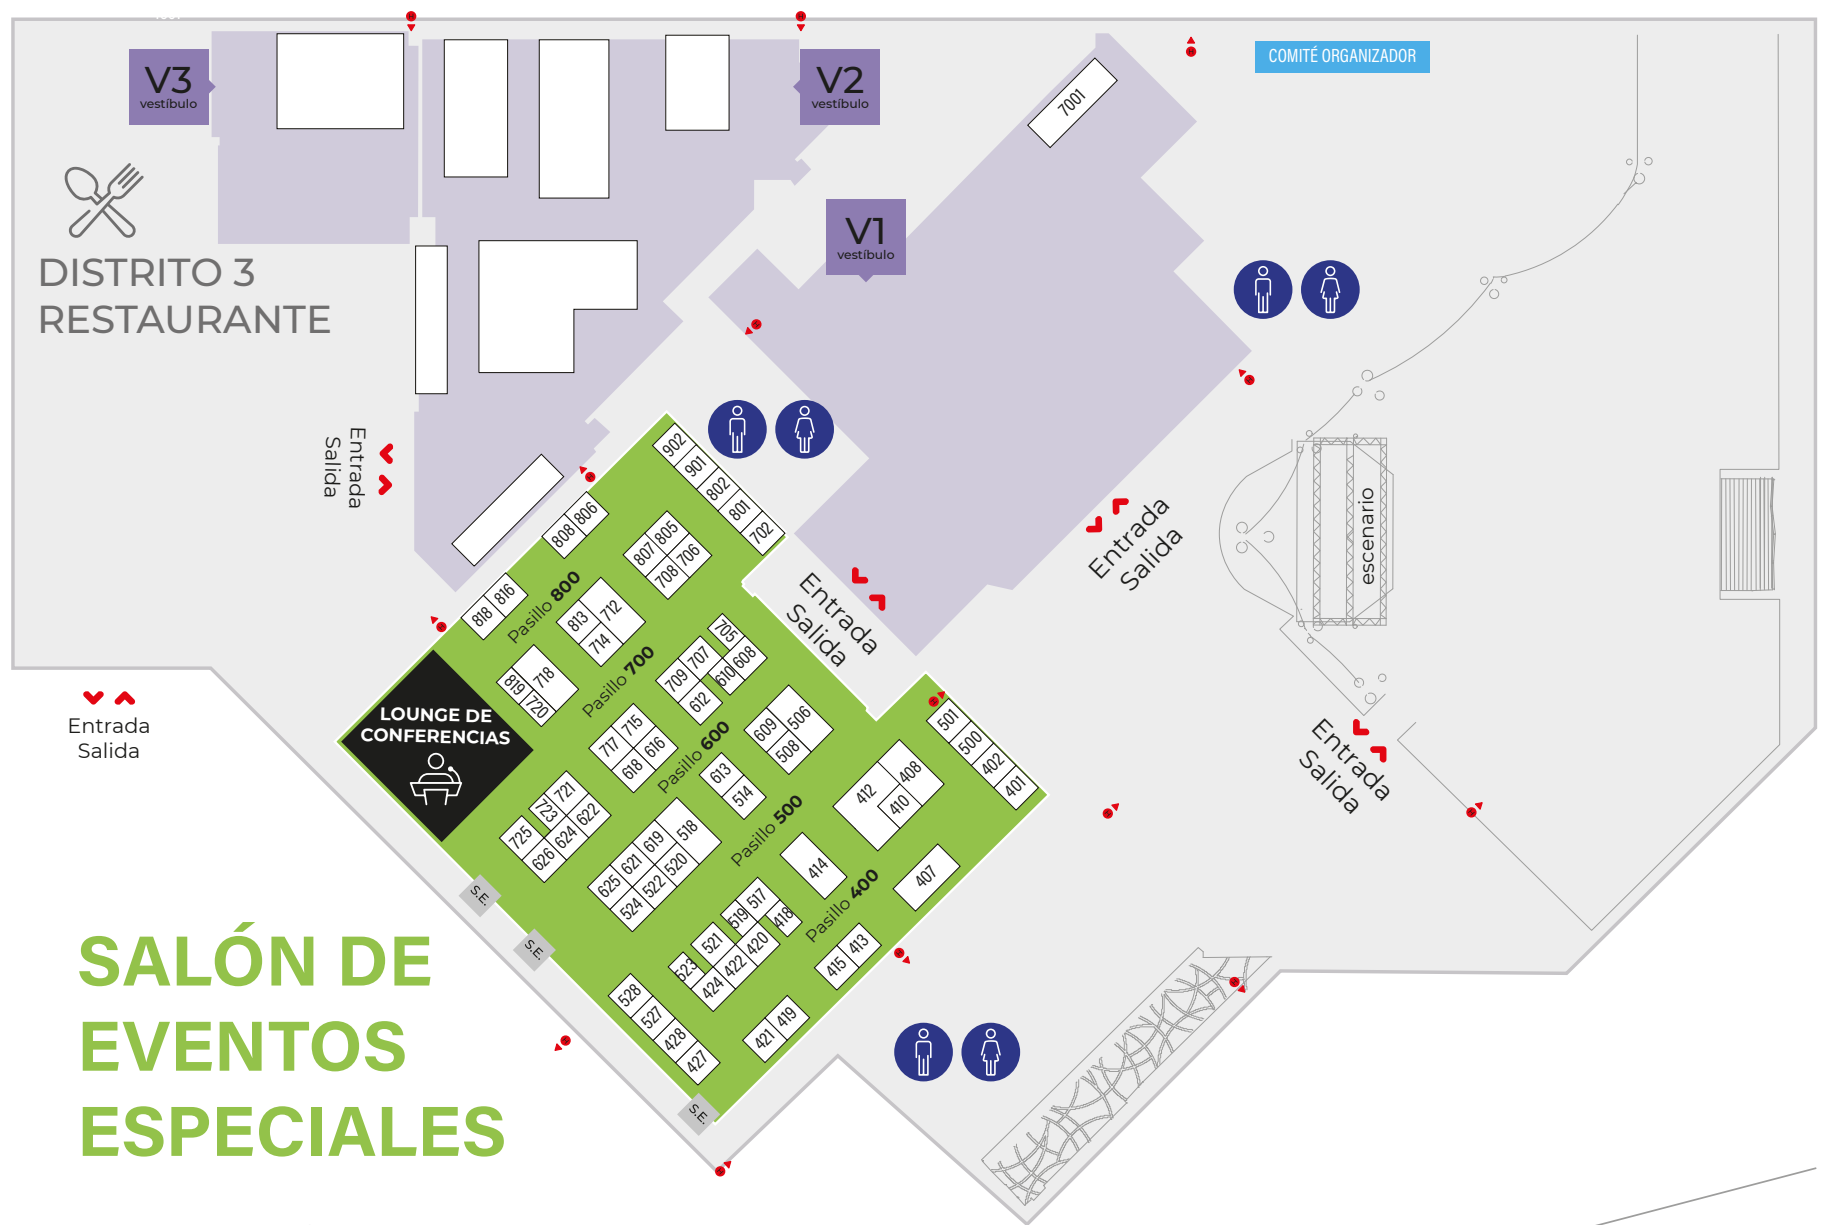 V3
vestíbulo
V2
vestíbulo
COMITÉ ORGANIZADOR
7001
V1
vestíbulo
DISTRITO 3
RESTAURANTE
Entrada
Salida
902
901
802
801
702
808
806
807
805
708
706
818
816
Pasillo 800
813
712
714
819
718
720
Pasillo 700
705
707
709
610
608
612
717
715
618
616
Pasillo 600
609
506
508
613
514
723
721
725
626
624
622
625
621
619
518
524
522
520
Pasillo 500
412
408
410
414
501
500
402
401
407
Pasillo 400
519
517
418
521
523
424
422
420
415
413
528
527
428
427
421
419
LOUNGE DE
CONFERENCIAS
Entrada
Salida
Entrada
Salida
Entrada
Salida
Entrada
Salida
escenario
S.E.
S.E.
S.E.
SALÓN DE
EVENTOS
ESPECIALES